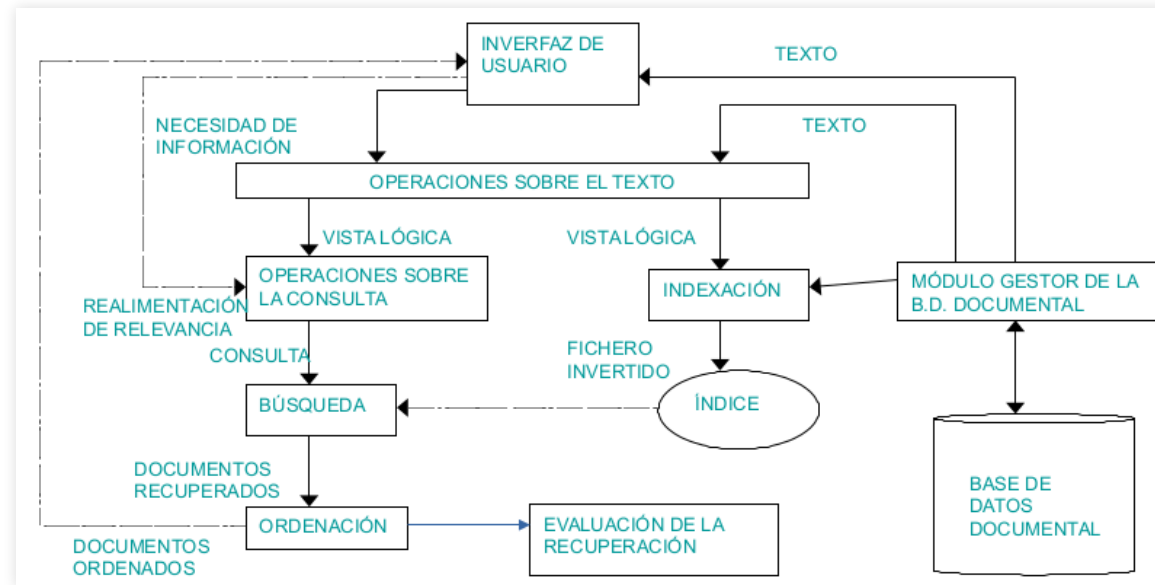 INVERFAZ DE
USUARIO
TEXTO
TEXTO
NECESIDAD DE
INFORMACIÓN
OPERACIONES SOBRE EL TEXTO
VISTA LÓGICA
VISTA LÓGICA
OPERACIONES SOBRE
LA CONSULTA
INDEXACIÓN
MÓDULO GESTOR DE LA
B.D. DOCUMENTAL
REALIMENTACIÓN
DE RELEVANCIA
CONSULTA
FICHERO
INVERTIDO
BÚSQUEDA
ÍNDICE
DOCUMENTOS
RECUPERADOS
BASE DE
DATOS
DOCUMENTAL
ORDENACIÓN
EVALUACIÓN DE LA
RECUPERACIÓN
DOCUMENTOS
ORDENADOS